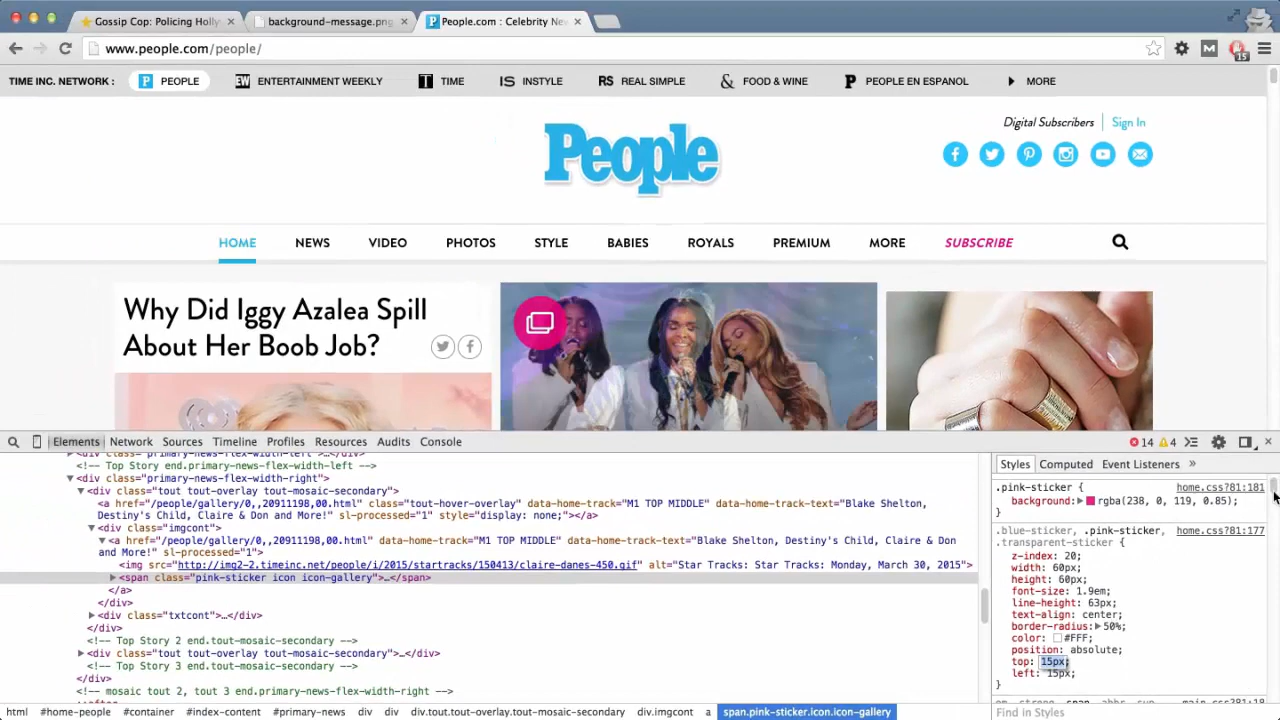 Gossip Cop: Policing Holly
background-message.png
People.com : Celebrity New
www.people.com/people/
15
TIME INC. NETWORK :
PEOPLE
EW ENTERTAINMENT WEEKLY
T TIME
IS INSTYLE
RS REAL SIMPLE
& FOOD & WINE
P PEOPLE EN ESPANOL
MORE
Digital Subscribers
Sign In
People
HOME
NEWS
VIDEO
PHOTOS
STYLE
BABIES
ROYALS
PREMIUM
MORE
SUBSCRIBE
Why Did Iggy Azalea Spill
About Her Boob Job?
Elements Network Sources Timeline Profiles Resources Audits Console
14 4
<!-- Top Story end.primary-news-flex-width-left -->
<div class="primary-news-flex-width-right">
<div class="tout tout-overlay tout-mosaic-secondary">
<a href="/people/gallery/0,,20911198,00.html" class="tout-hover-overlay" data-home-track="M1 TOP MIDDLE" data-home-track-text="Blake Shelton,
Destiny's Child, Claire & Don and More!" sl-processed="1" style="display: none;"></a>
<div class="imgcont">
<a href="/people/gallery/0,,20911198,00.html" data-home-track="M1 TOP MIDDLE" data-home-track-text="Blake Shelton, Destiny's Child, Claire & Don
and More!" sl-processed="1">
<img src="http://img2-2.timeinc.net/people/i/2015/startracks/150413/claire-danes-450.gif" alt="Star Tracks: Star Tracks: Monday, March 30, 2015">
<span class="pink-sticker icon icon-gallery">…</span>
</a>
</div>
<div class="txtcont">…</div>
</div>
<!-- Top Story 2 end.tout-mosaic-secondary -->
<div class="tout tout-overlay tout-mosaic-secondary">…</div>
<!-- Top Story 3 end.tout-mosaic-secondary -->
</div>
<!-- mosaic tout 2, tout 3 end.primary-news-flex-width-right -->
html #home-people #container #index-content #primary-news div div div.tout.tout-overlay.tout-mosaic-secondary div.imgcont a span.pink-sticker.icon.icon-gallery
Styles Computed Event Listeners »
.pink-sticker { home.css?81:181
background: rgba(238, 0, 119, 0.85);
}
.blue-sticker, .pink-sticker, home.css?81:177
.transparent-sticker {
z-index: 20;
width: 60px;
height: 60px;
font-size: 1.9em;
line-height: 63px;
text-align: center;
border-radius: 50%;
color: #FFF;
position: absolute;
top: 15px;
left: 15px;
}
Find in Styles